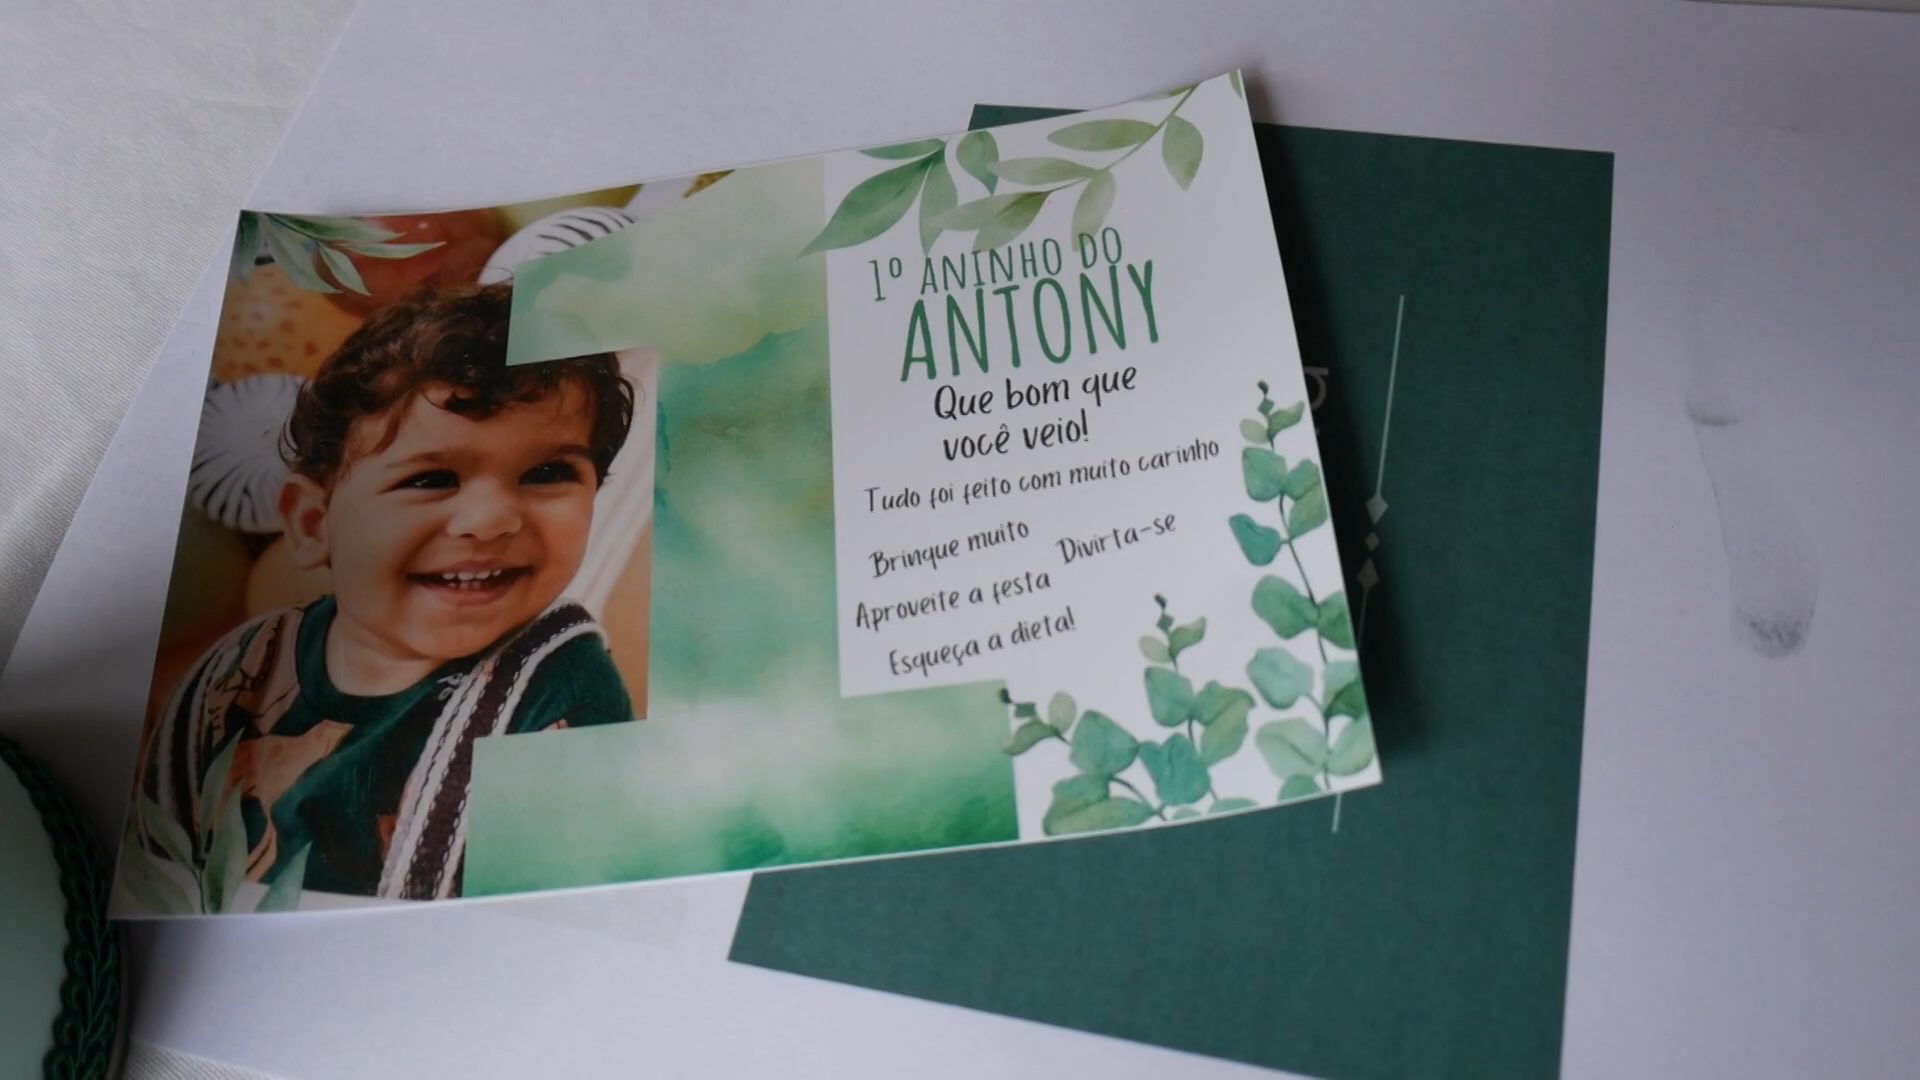 1º ANINHO DO
ANTONY
Que bom que
você veio!
Tudo foi feito com muito carinho
Brinque muito
Divirta-se
Aproveite a festa
Esqueça a dieta!